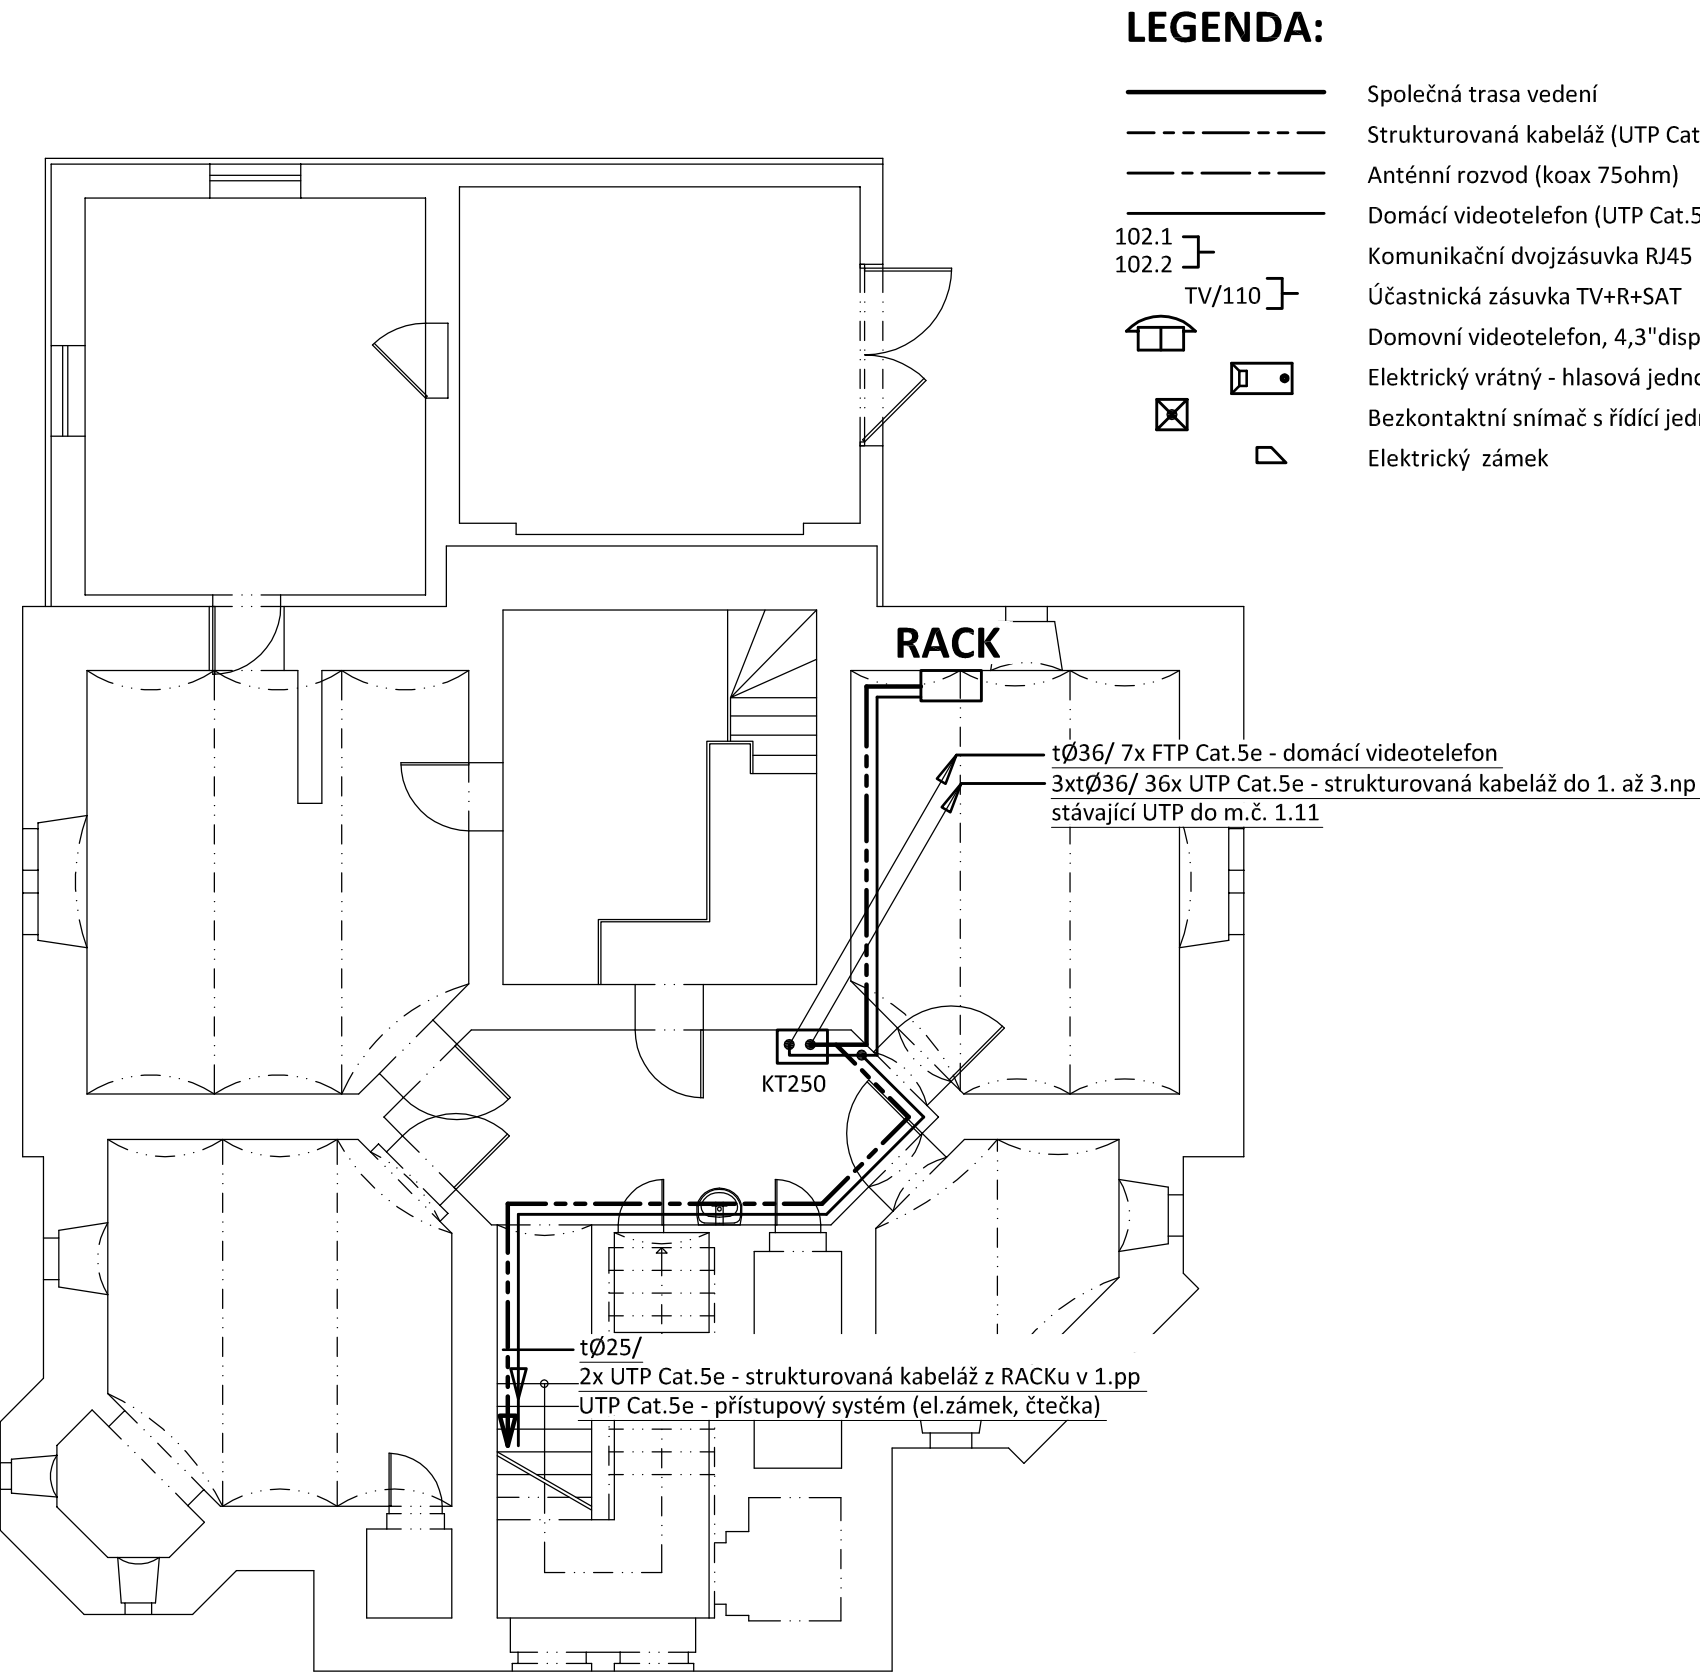 LEGENDA:
Společná trasa vedení
Strukturovaná kabeláž (UTP Cat
Anténní rozvod (koax 75ohm)
Domácí videotelefon (UTP Cat.5
102.1
102.2
Komunikační dvojzásuvka RJ45
TV/110
Účastnická zásuvka TV+R+SAT
Domovní videotelefon, 4,3"disp
Elektrický vrátný - hlasová jedno
Bezkontaktní snímač s řídící jedn
Elektrický zámek
RACK
tØ36/ 7x FTP Cat.5e - domácí videotelefon
3xtØ36/ 36x UTP Cat.5e - strukturovaná kabeláž do 1. až 3.np
stávající UTP do m.č. 1.11
KT250
tØ25/
2x UTP Cat.5e - strukturovaná kabeláž z RACKu v 1.pp
UTP Cat.5e - přístupový systém (el.zámek, čtečka)